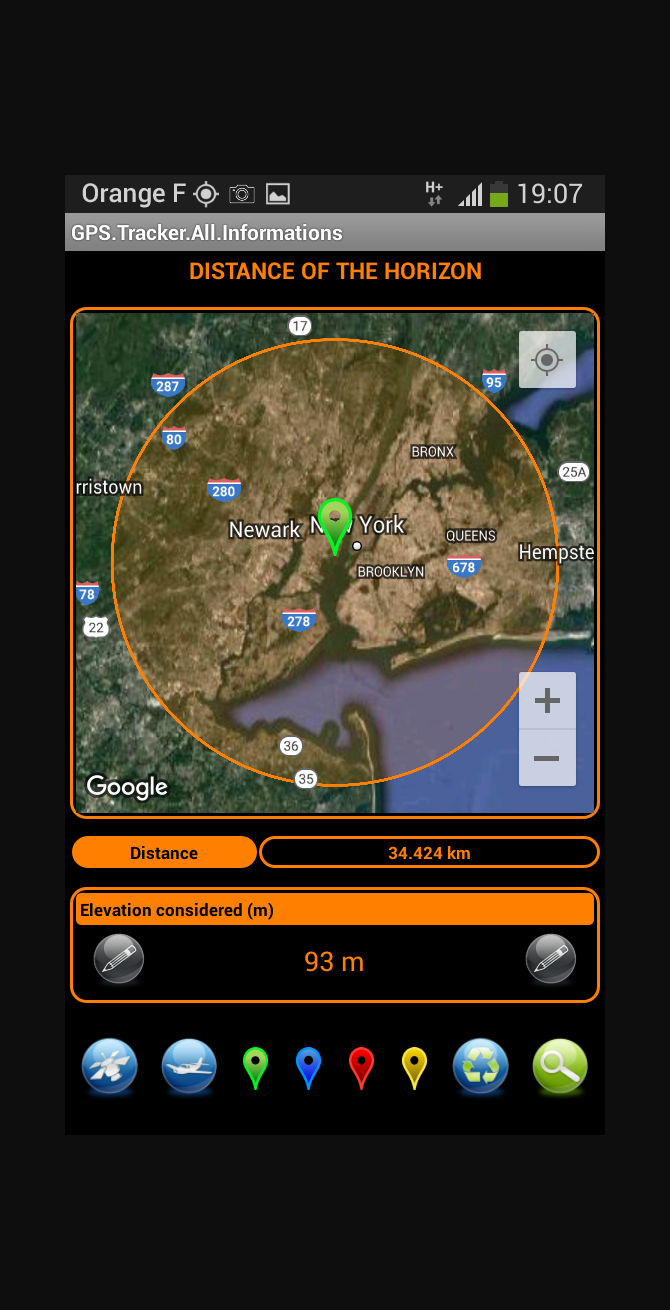 Orange F H+ 19:07
GPS.Tracker.All.Informations
DISTANCE OF THE HORIZON
17
287
95
80
BRONX
25A
rristown
280
Newark
York
QUEENS
Hempste
BROOKLYN
678
78
278
22
36
35
Google
Distance 34.424 km
Elevation considered (m)
93 m